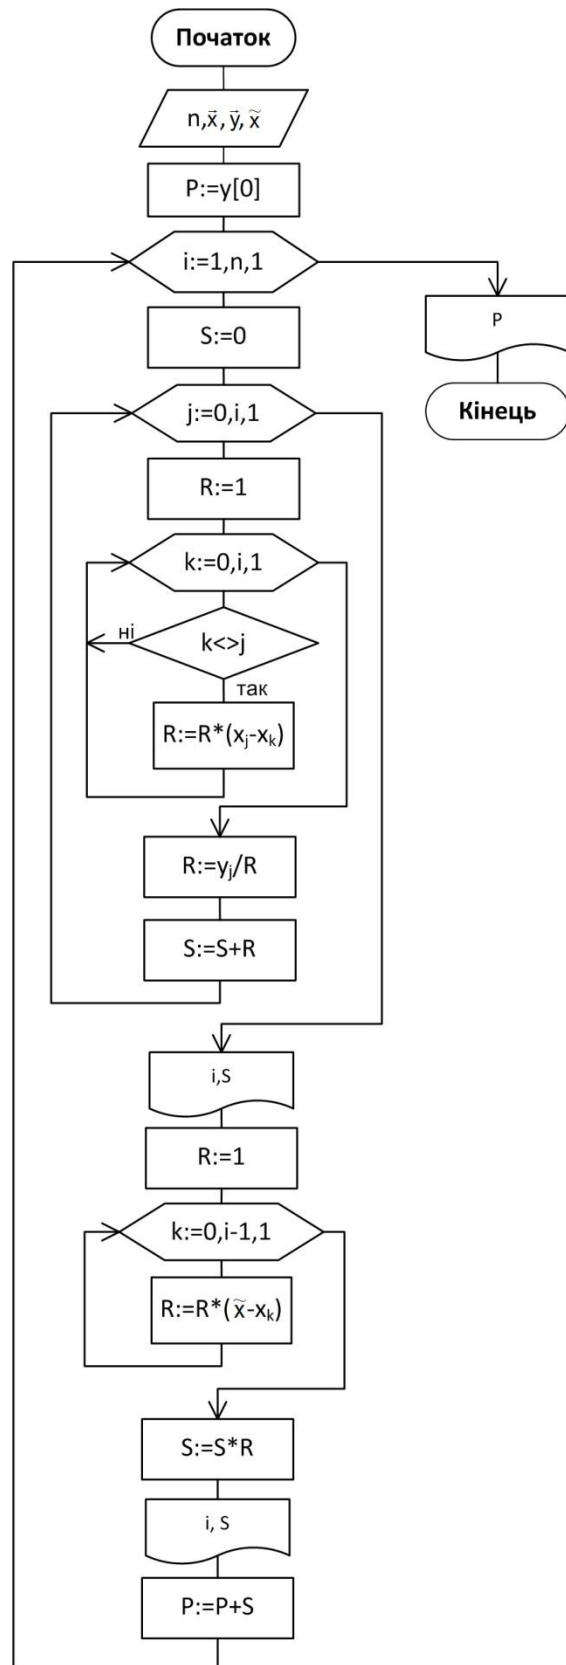 Початок
n,x⃗, y⃗, x̃
P:=y[0]
i:=1,n,1
P
S:=0
Кінець
j:=0,i,1
R:=1
k:=0,i,1
ні
k<>j
так
R:=R*(xⱼ-xₖ)
R:=yⱼ/R
S:=S+R
i,S
R:=1
k:=0,i-1,1
R:=R*(x̃-xₖ)
S:=S*R
i, S
P:=P+S